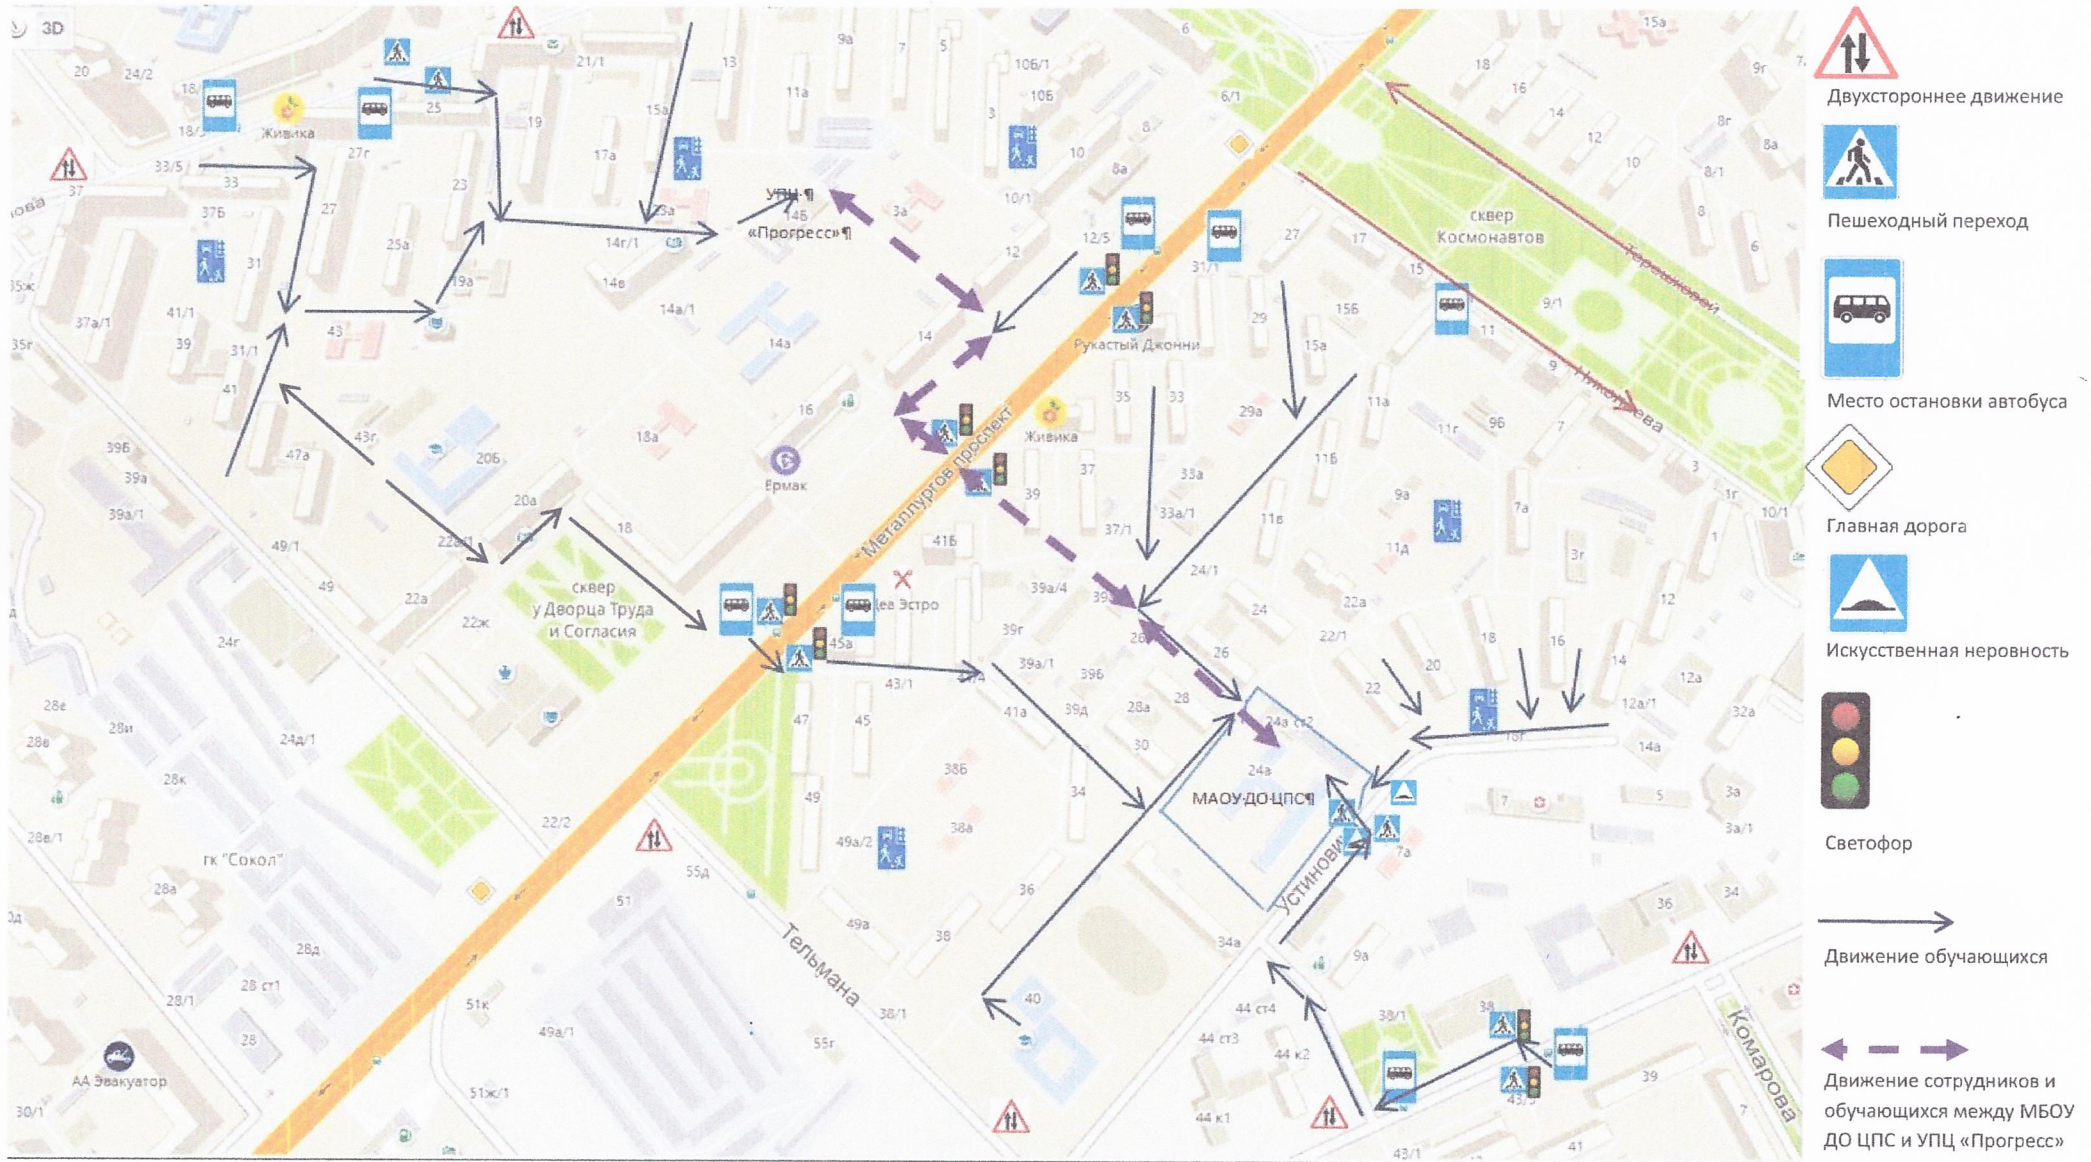 3D
20
24/2
21/1
13
9а
7
5
10б/1
10б
6
6/1
18
16
14
12
10
15а
9г
8г
8а
8/1
25
19
15а
11а
3
8
10
8а
Живика
27г
33/5
33
37
37Б
27
23
17а
23а
УПЦ·¶
14Б
«Прогресс»¶
3а
10/1
12
12/5
27
17
15
сквер
Космонавтов
Терешковой
8
6
31
25а
19а
14г/1
14в
14а/1
31/1
9/1
35ж
37а/1
41/1
39
43
31/1
35г
41
14а
14
Рукастый Джонни
29
15Б
15а
11
9
Николаева
43г
47а
20Б
18а
16
Ермак
Живика
Металлургов проспект
35
33
29а
11а
11г
9Б
7
3
1г
10/1
39Б
39а
39а/1
20а
18
22а/1
39
37
33а
11Б
33а/1
37/1
11в
9а
7а
11д
3г
1
49/1
49
22а
22ж
24г
сквер
у Дворца Труда
и Согласия
41Б
39а/4
24/1
24
22а
22/1
45а
39г
39а/1
39Б
26
28
28а
30
39д
41а
43/1
47
45
22
20
18
16
14
12
12а
12а/1
32а
14а
18г
28е
28и
28в
24д/1
28к
28в/1
22/2
49
38Б
38а
34
24а ст2
24а
МАОУ·ДО·ЦПС¶
Устинова
7
5
3а
3а/1
7а
гк "Сокол"
28а
28д
28 ст1
28/1
28
51
55д
49а/2
49а
36
38
34а
9а
36
34
Тельмана
51к
49а/1
51ж/1
55г
38/1
40
44 ст4
44 ст3
44 к2
44 к1
38/1
38
39
41
43/1
7
Комарова
АА Эвакуатор
30/1
Двухстороннее движение
Пешеходный переход
Место остановки автобуса
Главная дорога
Искусственная неровность
Светофор
Движение обучающихся
Движение сотрудников и
обучающихся между МБОУ
ДО ЦПС и УПЦ «Прогресс»